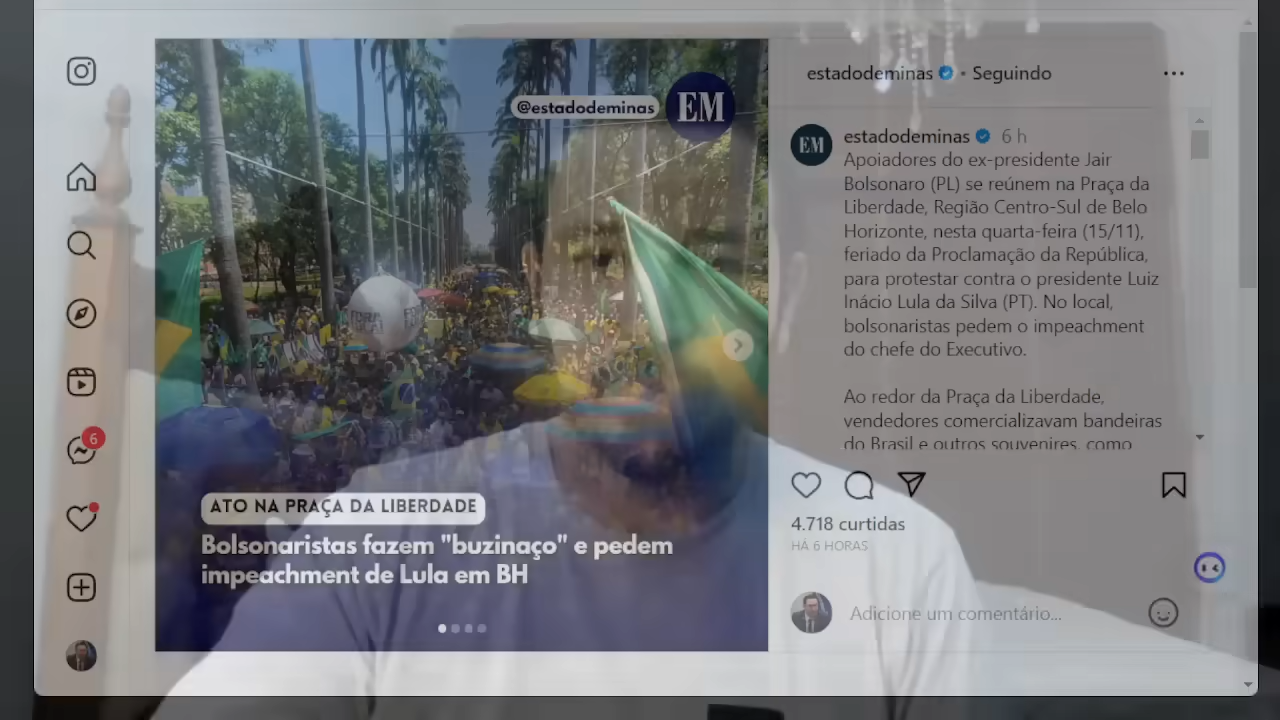 @estadodeminas
EM
FORA
LULA!
ATO NA PRAÇA DA LIBERDADE
Bolsonaristas fazem "buzinaço" e pedem
impeachment de Lula em BH
6
estadodeminas • Seguindo
EM
estadodeminas 6 h
Apoiadores do ex-presidente Jair
Bolsonaro (PL) se reúnem na Praça da
Liberdade, Região Centro-Sul de Belo
Horizonte, nesta quarta-feira (15/11),
feriado da Proclamação da República,
para protestar contra o presidente Luiz
Inácio Lula da Silva (PT). No local,
bolsonaristas pedem o impeachment
do chefe do Executivo.
Ao redor da Praça da Liberdade,
vendedores comercializavam bandeiras
do Brasil e outros souvenires, como
4.718 curtidas
HÁ 6 HORAS
Adicione um comentário...